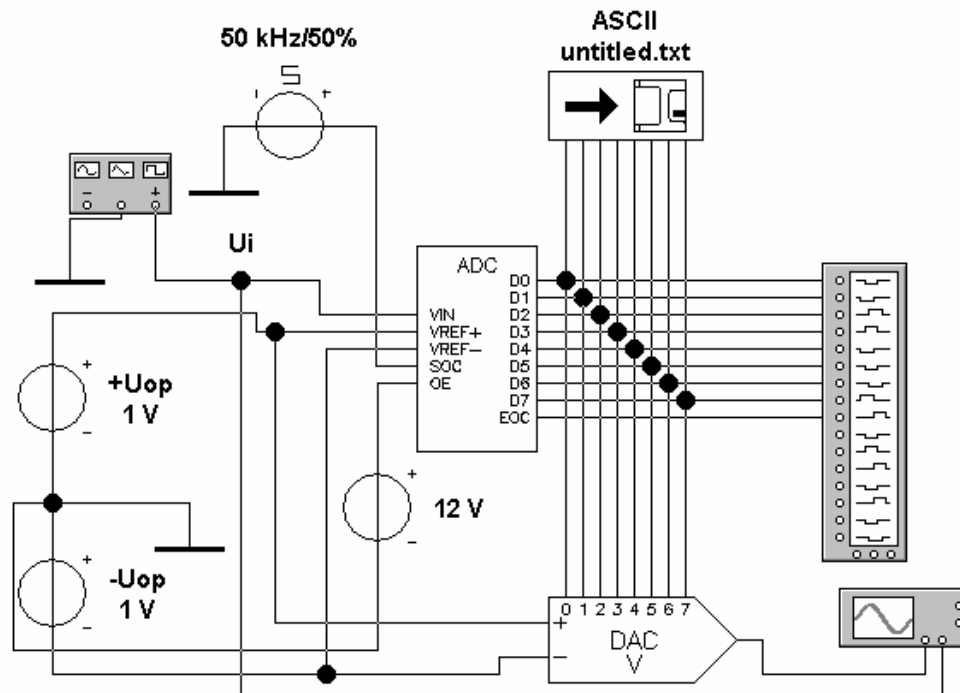 ASCII
untitled.txt
50 kHz/50%
Ui
ADC
VIN
VREF+
VREF-
SOC
OE
D0
D1
D2
D3
D4
D5
D6
D7
EOC
+Uop
1 V
12 V
-Uop
1 V
0 1 2 3 4 5 6 7
DAC
V